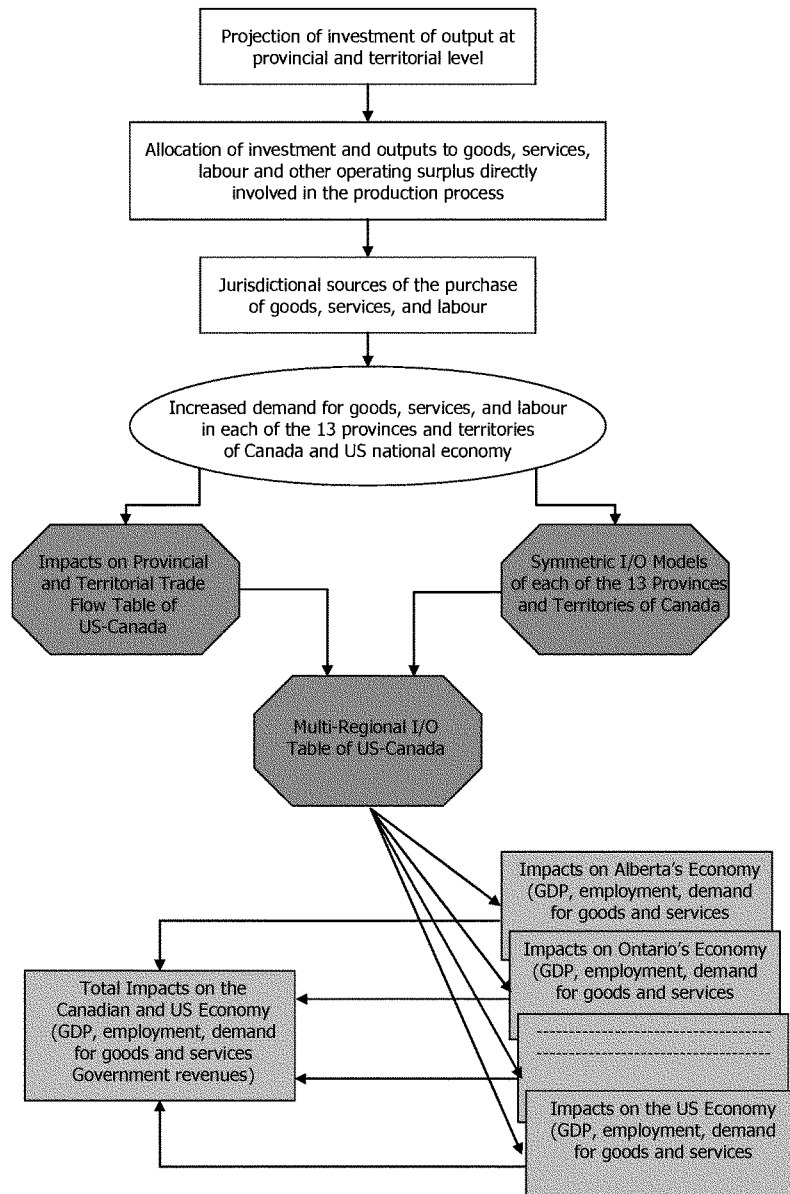 Projection of investment of output at
provincial and territorial level
Allocation of investment and outputs to goods, services,
labour and other operating surplus directly
involved in the production process
Jurisdictional sources of the purchase
of goods, services, and labour
Increased demand for goods, services, and labour
in each of the 13 provinces and territories
of Canada and US national economy
Impacts on Provincial
and Territorial Trade
Flow Table of
US-Canada
Symmetric I/O Models
of each of the 13 Provinces
and Territories of Canada
Multi-Regional I/O
Table of US-Canada
Impacts on Alberta's Economy
(GDP, employment, demand
for goods and services
Impacts on Ontario's Economy
(GDP, employment, demand
for goods and services
Total Impacts on the
Canadian and US Economy
(GDP, employment, demand
for goods and services
Government revenues)
Impacts on the US Economy
(GDP, employment, demand
for goods and services